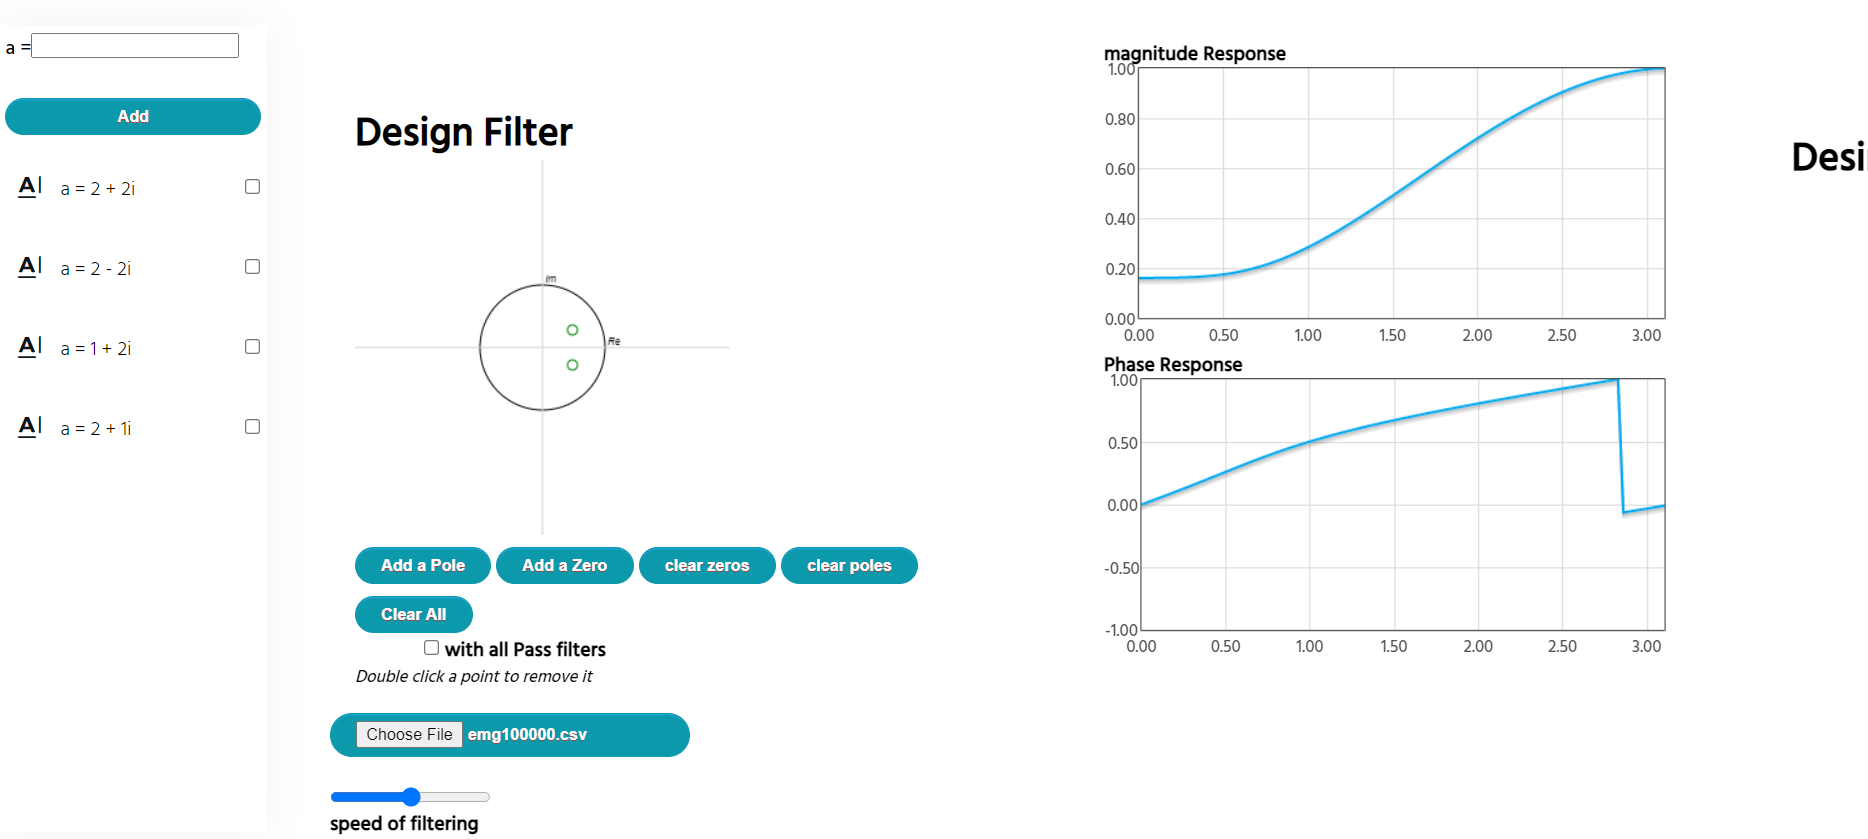 a =
Add
A| a = 2 + 2i
A| a = 2 - 2i
A| a = 1 + 2i
A| a = 2 + 1i
Design Filter
Im
Re
Add a Pole
Add a Zero
clear zeros
clear poles
Clear All
with all Pass filters
Double click a point to remove it
Choose File emg100000.csv
speed of filtering
magnitude Response
1.00
0.80
0.60
0.40
0.20
0.00
0.00 0.50 1.00 1.50 2.00 2.50 3.00
Phase Response
1.00
0.50
0.00
-0.50
-1.00
0.00 0.50 1.00 1.50 2.00 2.50 3.00
Desi